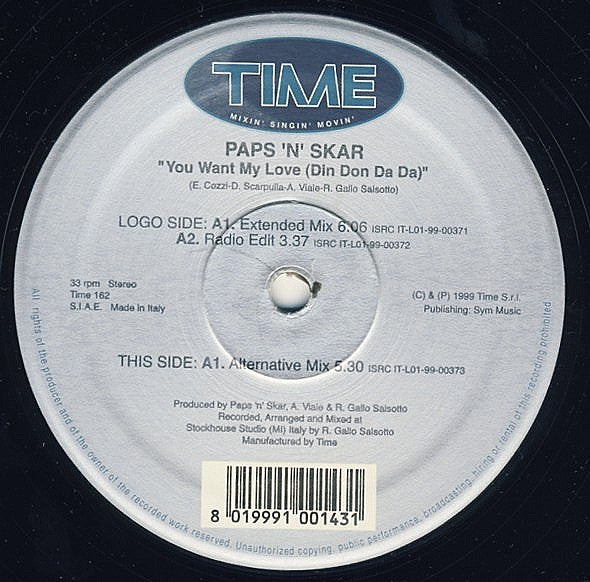 TIME
MIXIN' SINGIN' MOVIN'
PAPS 'N' SKAR
"You Want My Love (Din Don Da Da)"
(E. Cozzi-D. Scarpulla-A. Viale-R. Gallo Salsotto)
LOGO SIDE: A1. Extended Mix 6.06 ISRC IT-L01-99-00371
A2. Radio Edit 3.37 ISRC IT-L01-99-00372
33 rpm Stereo
Time 162
S.I.A.E. Made in Italy
(C) & (P) 1999 Time S.r.l.
Publishing: Sym Music
THIS SIDE: A1. Alternative Mix 5.30 ISRC IT-L01-99-00373
Produced by Paps 'n' Skar, A. Viale & R. Gallo Salsotto
Recorded, Arranged and Mixed at
Stockhouse Studio (MI) Italy by R. Gallo Salsotto
Manufactured by Time
8 019991 001431
All rights of the producer and of the owner of the recorded work reserved. Unauthorized copying, public performance, broadcasting, hiring or rental of this recording prohibited